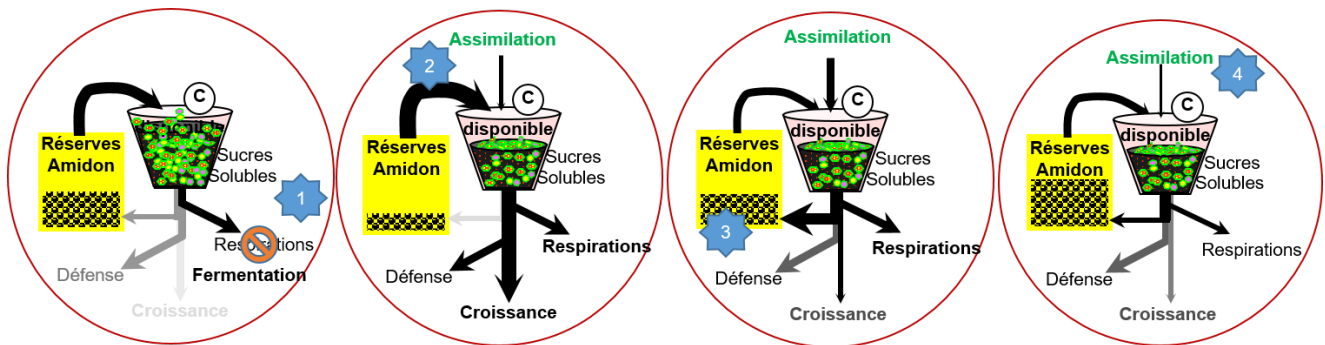 C
disponible
Réserves
Amidon
Sucres
Solubles
1
Respirations
Fermentation
Défense
Croissance
Assimilation
2
C
disponible
Réserves
Amidon
Sucres
Solubles
Respirations
Défense
Croissance
Assimilation
C
disponible
Réserves
Amidon
Sucres
Solubles
3
Respirations
Défense
Croissance
Assimilation
4
C
disponible
Réserves
Amidon
Sucres
Solubles
Respirations
Défense
Croissance